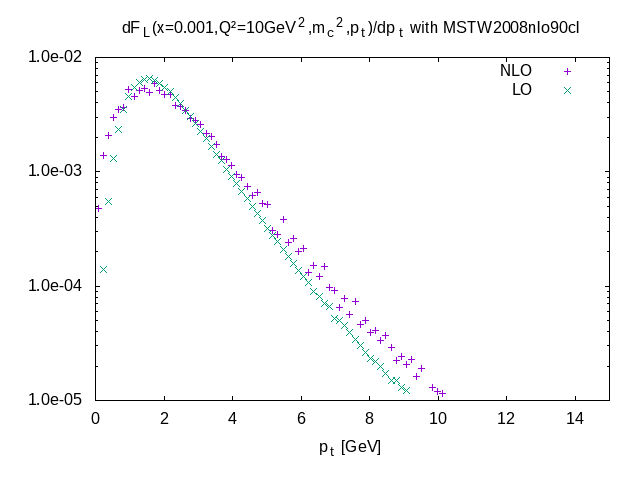 dF_L(x=0.001,Q²=10GeV²,m_c²,p_t)/dp_t with MSTW2008nlo90cl
NLO
LO
1.0e-02
1.0e-03
1.0e-04
1.0e-05
0 2 4 6 8 10 12 14
p_t [GeV]